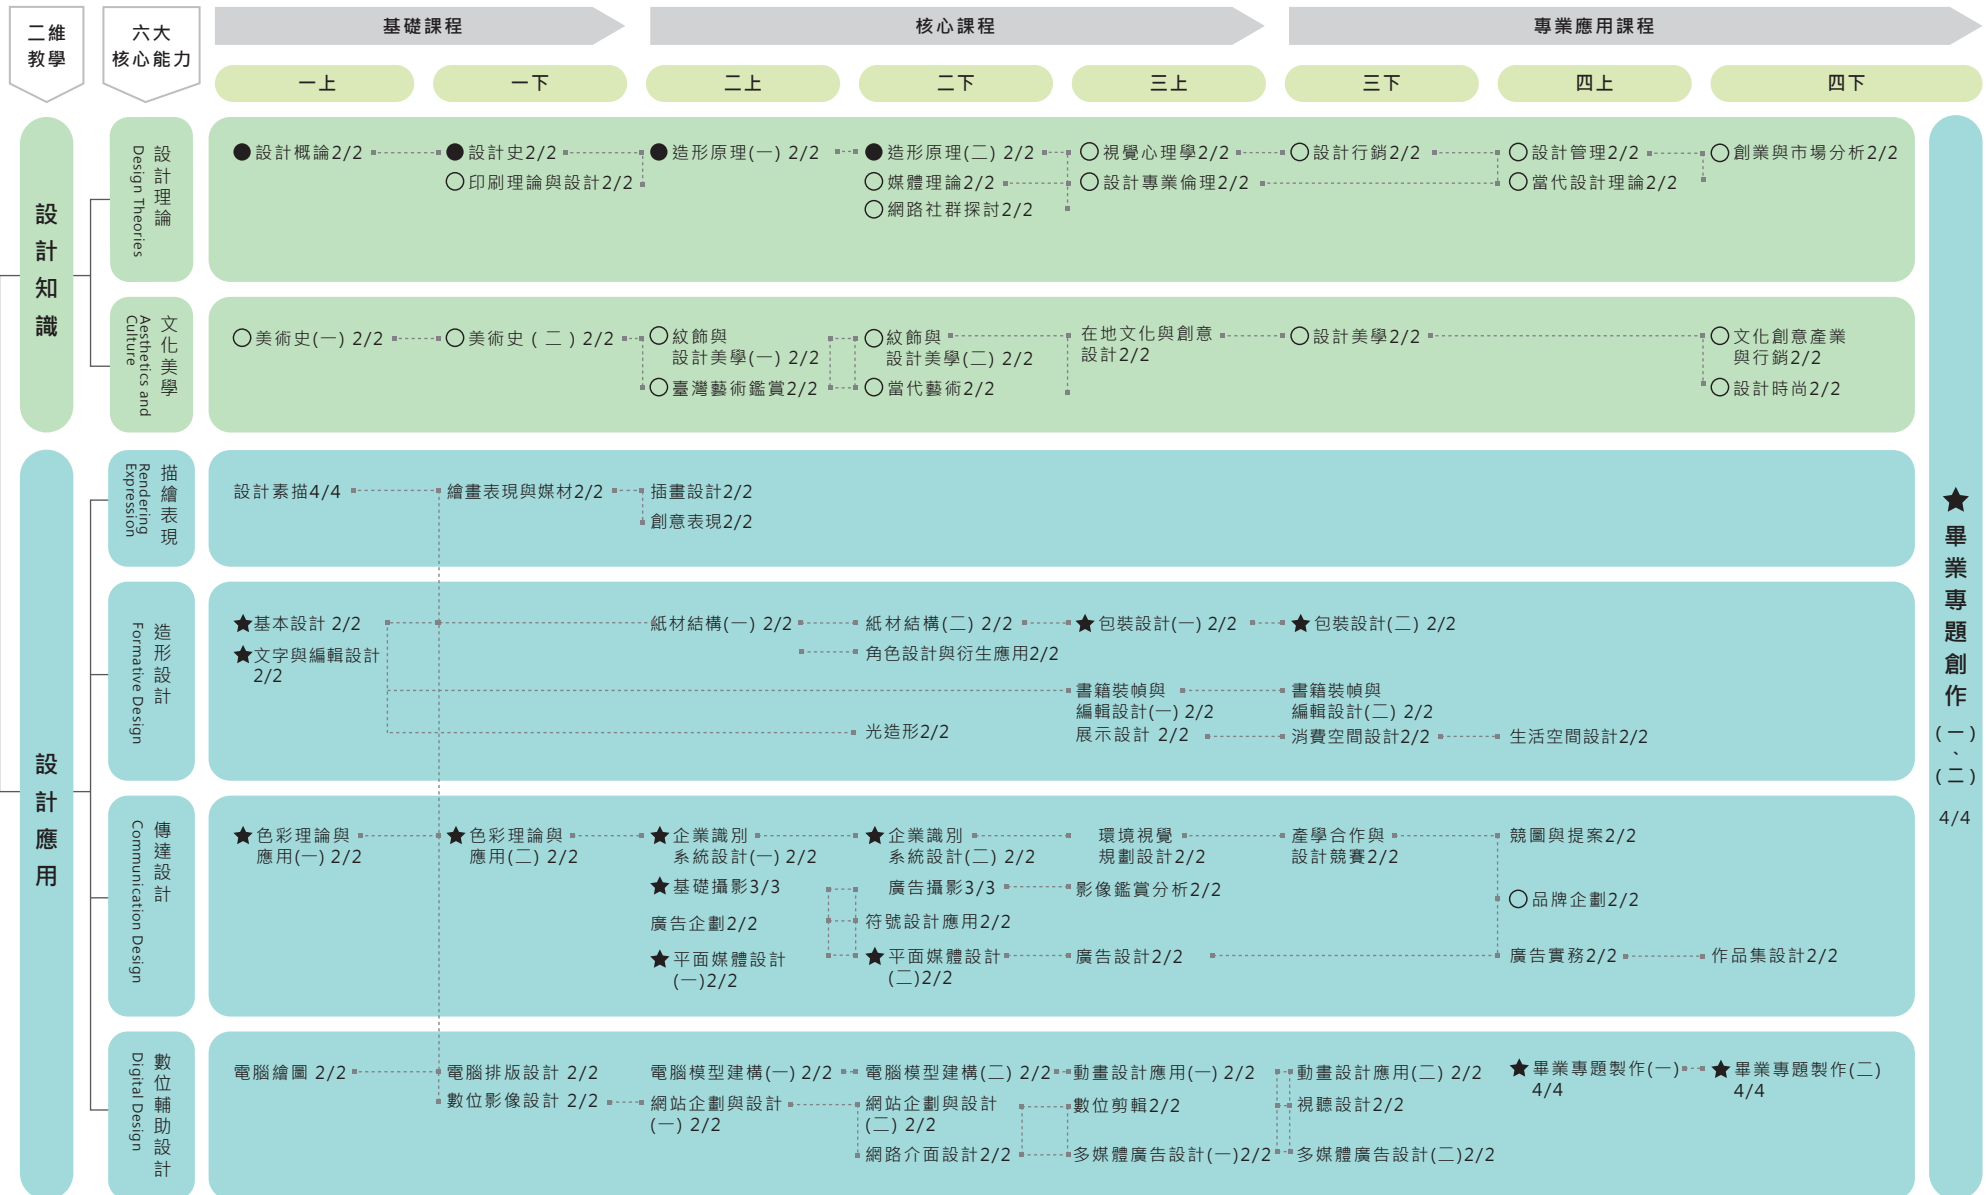 二維
教學
六大
核心能力
基礎課程
核心課程
專業應用課程
一上
一下
二上
二下
三上
三下
四上
四下
設計知識
設計理論
Design Theories
●設計概論2/2
●設計史2/2
○印刷理論與設計2/2
●造形原理(一) 2/2
●造形原理(二) 2/2
○媒體理論2/2
○網路社群探討2/2
○視覺心理學2/2
○設計專業倫理2/2
○設計行銷2/2
○設計管理2/2
○當代設計理論2/2
○創業與市場分析2/2
文化美學
Aesthetics and
Culture
○美術史(一) 2/2
○美術史 ( 二 ) 2/2
○紋飾與
設計美學(一) 2/2
○臺灣藝術鑑賞2/2
○紋飾與
設計美學(二) 2/2
○當代藝術2/2
在地文化與創意
設計2/2
○設計美學2/2
○文化創意產業
與行銷2/2
○設計時尚2/2
設計應用
描繪表現
Rendering
Expression
設計素描4/4
繪畫表現與媒材2/2
插畫設計2/2
創意表現2/2
造形設計
Formative Design
★基本設計 2/2
★文字與編輯設計
2/2
紙材結構(一) 2/2
紙材結構(二) 2/2
角色設計與衍生應用2/2
光造形2/2
★包裝設計(一) 2/2
書籍裝幀與
編輯設計(一) 2/2
展示設計 2/2
★包裝設計(二) 2/2
書籍裝幀與
編輯設計(二) 2/2
消費空間設計2/2
生活空間設計2/2
傳達設計
Communication Design
★色彩理論與
應用(一) 2/2
★色彩理論與
應用(二) 2/2
★企業識別
系統設計(一) 2/2
★基礎攝影3/3
廣告企劃2/2
★平面媒體設計
(一)2/2
★企業識別
系統設計(二) 2/2
廣告攝影3/3
符號設計應用2/2
★平面媒體設計
(二)2/2
環境視覺
規劃設計2/2
影像鑑賞分析2/2
廣告設計2/2
產學合作與
設計競賽2/2
競圖與提案2/2
○品牌企劃2/2
廣告實務2/2
作品集設計2/2
數位輔助設計
Digital Design
電腦繪圖 2/2
電腦排版設計 2/2
數位影像設計 2/2
電腦模型建構(一) 2/2
網站企劃與設計
(一) 2/2
電腦模型建構(二) 2/2
網站企劃與設計
(二) 2/2
網路介面設計2/2
動畫設計應用(一) 2/2
數位剪輯2/2
多媒體廣告設計(一)2/2
動畫設計應用(二) 2/2
視聽設計2/2
多媒體廣告設計(二)2/2
★畢業專題製作(一)
4/4
★畢業專題製作(二)
4/4
★畢業專題創作
(一)
、
(二)
4/4